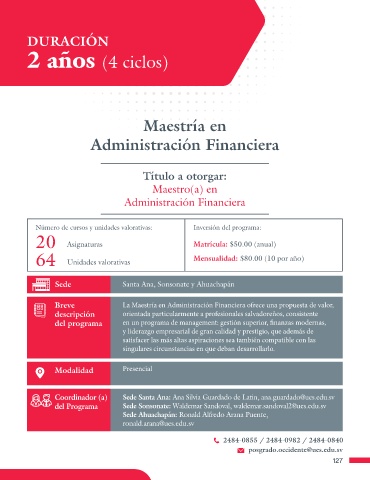 DURACIÓN
2 años (4 ciclos)
Maestría en
Administración Financiera
Título a otorgar:
Maestro(a) en
Administración Financiera
Número de cursos y unidades valorativas:
20 Asignaturas
64 Unidades valorativas
Inversión del programa:
Matrícula: $50.00 (anual)
Mensualidad: $80.00 (10 por año)
Sede
Santa Ana, Sonsonate y Ahuachapán
Breve
descripción
del programa
La Maestría en Administración Financiera ofrece una propuesta de valor,
orientada particularmente a profesionales salvadoreños, consistente
en un programa de management: gestión superior, finanzas modernas,
y liderazgo empresarial de gran calidad y prestigio, que además de
satisfacer las más altas aspiraciones sea también compatible con las
singulares circunstancias en que deban desarrollarlo.
Modalidad
Presencial
Coordinador (a)
del Programa
Sede Santa Ana: Ana Silvia Guardado de Latin, ana.guardado@ues.edu.sv
Sede Sonsonate: Waldemar Sandoval, waldemar.sandoval2@ues.edu.sv
Sede Ahuachapán: Ronald Alfredo Arana Puente,
ronald.arana@ues.edu.sv
2484-0855 / 2484-0982 / 2484-0840
posgrado.occidente@ues.edu.sv
127